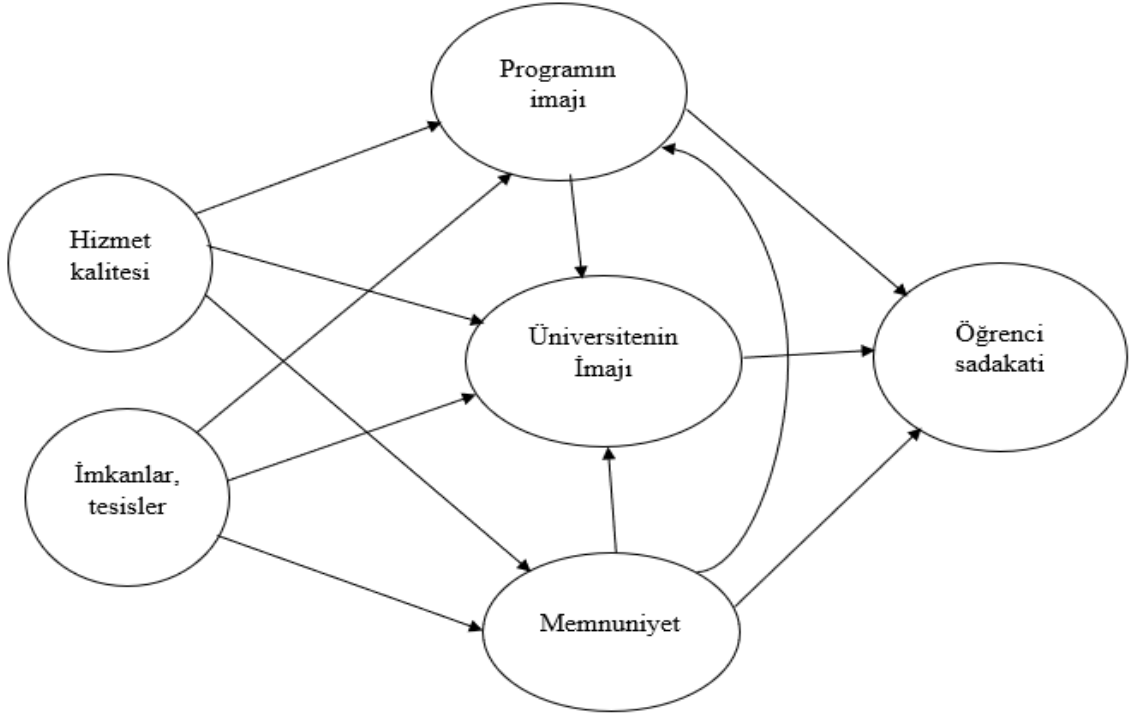 Programın
imajı
Hizmet
kalitesi
Üniversitenin
İmajı
Öğrenci
sadakati
İmkanlar,
tesisler
Memnuniyet